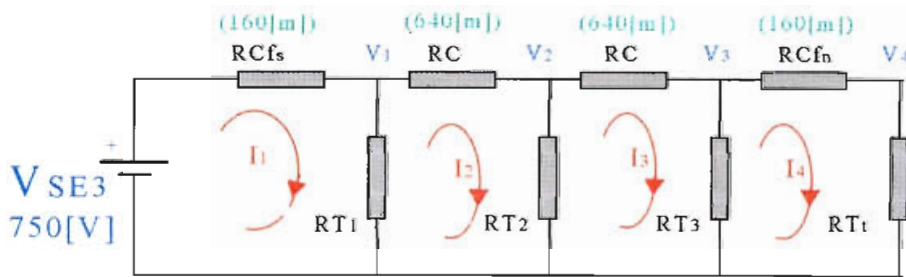 (160[m]) (640[m]) (640[m]) (160[m])
RCfs V1 RC V2 RC V3 RCfn V4
+
I1 I2 I3 I4
VSE3
750[V]
RT1 RT2 RT3 RTt